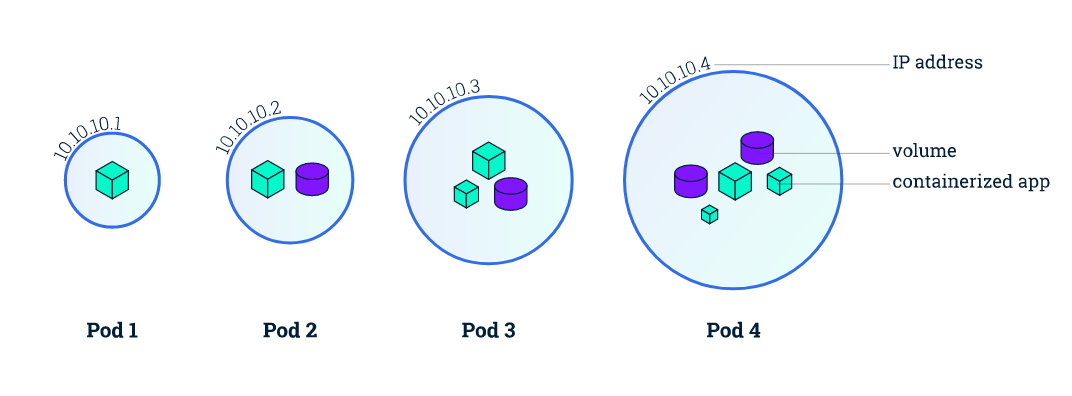 10.10.10.1
10.10.10.2
10.10.10.3
10.10.10.4
IP address
volume
containerized app
Pod 1
Pod 2
Pod 3
Pod 4